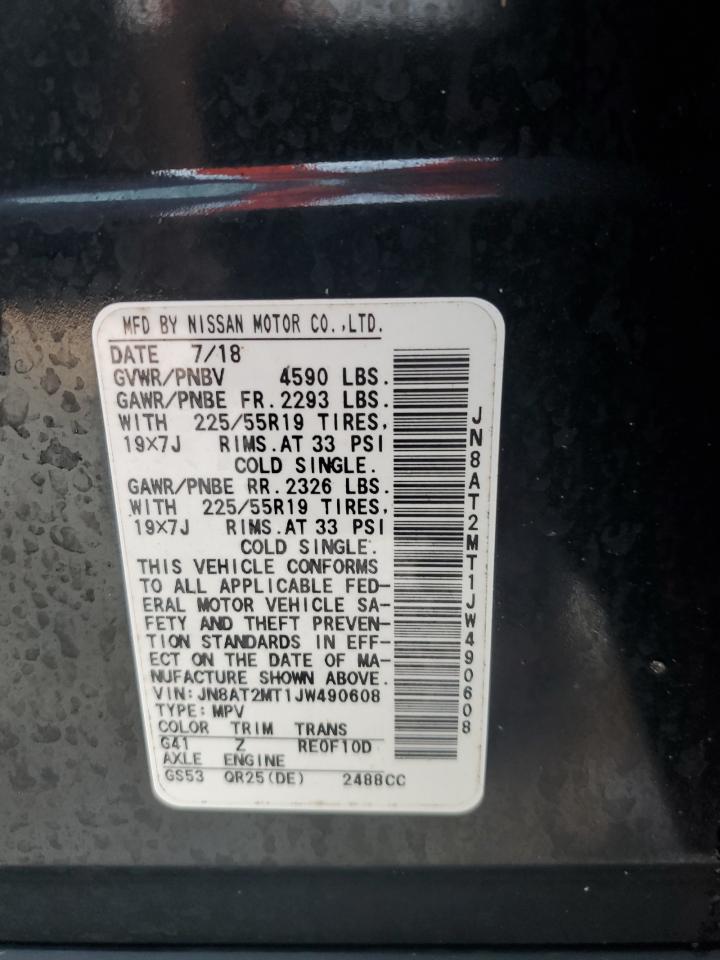 MFD BY NISSAN MOTOR CO.,LTD.
DATE 7/18
GVWR/PNBV 4590 LBS.
GAWR/PNBE FR. 2293 LBS.
WITH 225/55R19 TIRES,
19X7J RIMS.AT 33 PSI
COLD SINGLE.
GAWR/PNBE RR. 2326 LBS.
WITH 225/55R19 TIRES,
19X7J RIMS.AT 33 PSI
COLD SINGLE.
THIS VEHICLE CONFORMS
TO ALL APPLICABLE FED-
ERAL MOTOR VEHICLE SA-
FETY AND THEFT PREVEN-
TION STANDARDS IN EFF-
ECT ON THE DATE OF MA-
NUFACTURE SHOWN ABOVE.
VIN:JN8AT2MT1JW490608
TYPE:MPV
COLOR TRIM TRANS
G41 Z RE0F10D
AXLE ENGINE
GS53 QR25(DE) 2488CC
JN8AT2MT1JW490608